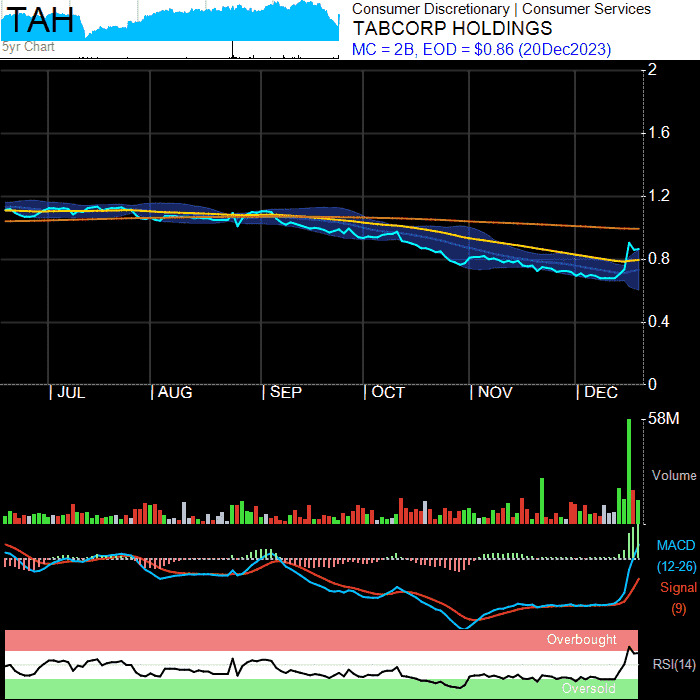 TAH
5yr Chart
Consumer Discretionary | Consumer Services
TABCORP HOLDINGS
MC = 2B, EOD = $0.86 (20Dec2023)
2
1.6
1.2
0.8
0.4
0
| JUL | AUG | SEP | OCT | NOV | DEC
58M
Volume
MACD
(12-26)
Signal
(9)
Overbought
RSI(14)
Oversold